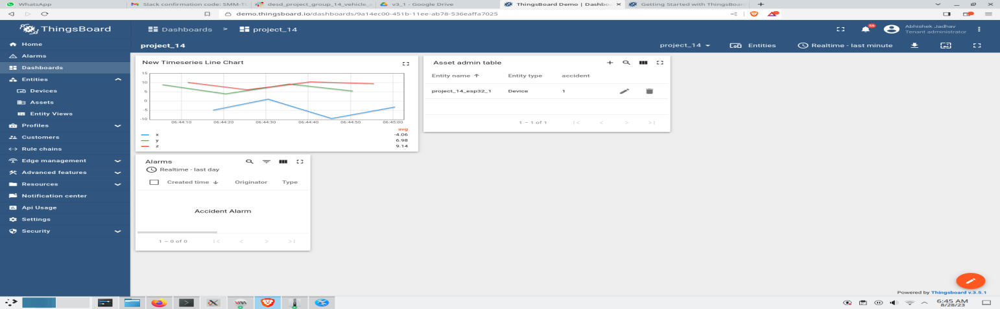 WhatsApp
Slack confirmation code: SMM-T
desd_project_group_14_vehicle_
v3_1 - Google Drive
ThingsBoard Demo | Dashbo
Getting Started with ThingsBoar
demo.thingsboard.io/dashboards/9a14ec00-451b-11ee-ab78-536eaffa7025
ThingsBoard
Dashboards > project_14
56
Abhishek Jadhav
Tenant administrator
Home
Alarms
Dashboards
Entities
Devices
Assets
Entity Views
Profiles
Customers
Rule chains
Edge management
Advanced features
Resources
Notification center
Api Usage
Settings
Security
project_14
project_14
Entities
Realtime - last minute
New Timeseries Line Chart
15
10
5
0
-5
-10
06:44:10 06:44:20 06:44:30 06:44:40 06:44:50 06:45:00
avg
x -4.06
y 6.98
z 9.14
Asset admin table
Entity name Entity type accident
project_14_esp32_1 Device 1
1 – 1 of 1
Alarms
Realtime - last day
Created time Originator Type
Accident Alarm
1 – 0 of 0
Powered by Thingsboard v.3.5.1
6:45 AM
8/28/23